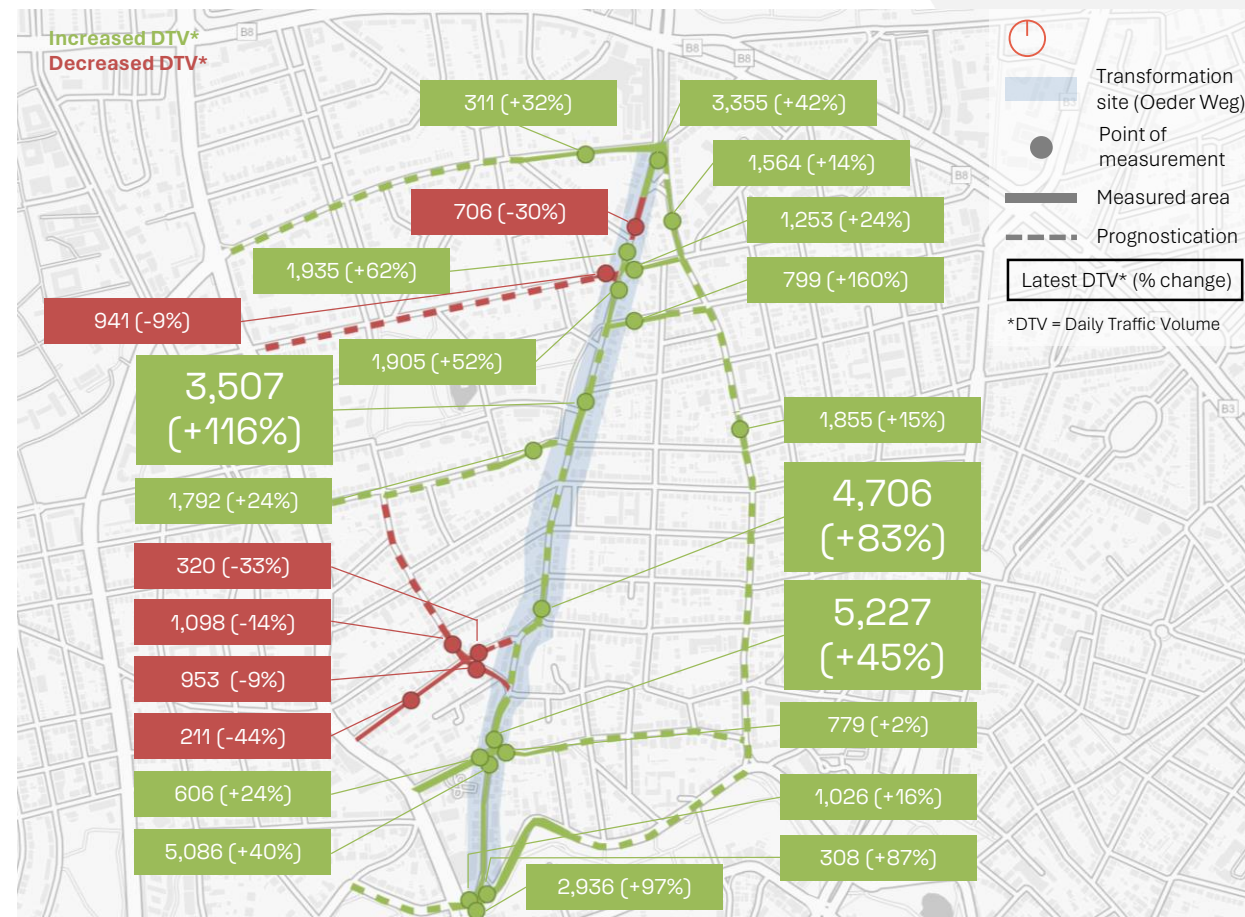 Increased DTV*
Decreased DTV*
B8
B8
B8
B3
B3
311 (+32%)
3,355 (+42%)
1,564 (+14%)
706 (-30%)
1,253 (+24%)
1,935 (+62%)
799 (+160%)
941 (-9%)
1,905 (+52%)
3,507
(+116%)
1,855 (+15%)
1,792 (+24%)
4,706
(+83%)
320 (-33%)
5,227
(+45%)
1,098 (-14%)
953 (-9%)
211 (-44%)
779 (+2%)
606 (+24%)
1,026 (+16%)
5,086 (+40%)
308 (+87%)
2,936 (+97%)
Transformation
site (Oeder Weg)
Point of
measurement
Measured area
Prognostication
Latest DTV* (% change)
*DTV = Daily Traffic Volume